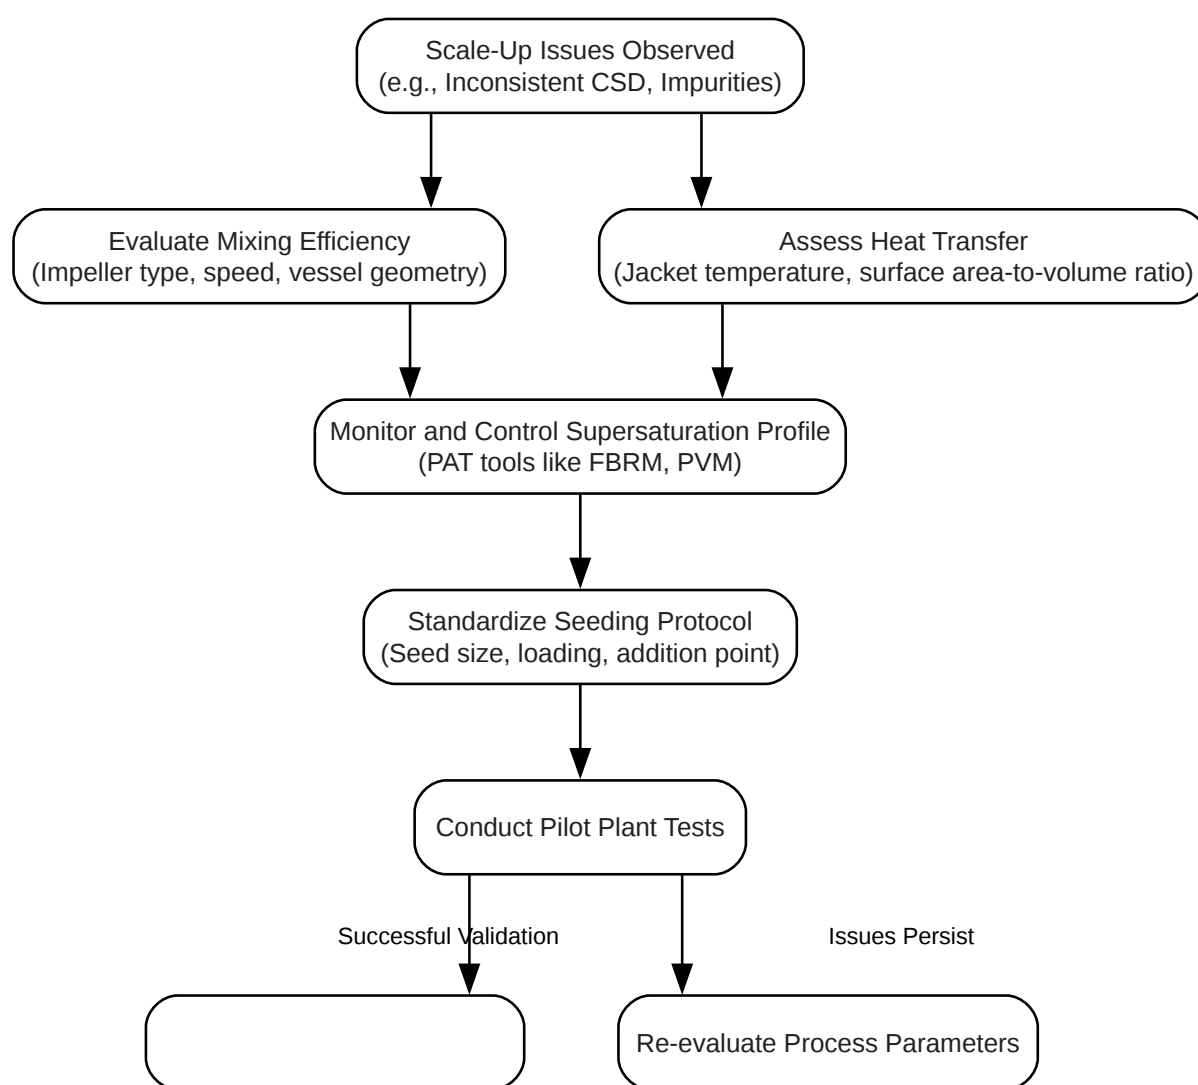 Scale-Up Issues Observed
(e.g., Inconsistent CSD, Impurities)
Evaluate Mixing Efficiency
(Impeller type, speed, vessel geometry)
Assess Heat Transfer
(Jacket temperature, surface area-to-volume ratio)
Monitor and Control Supersaturation Profile
(PAT tools like FBRM, PVM)
Standardize Seeding Protocol
(Seed size, loading, addition point)
Conduct Pilot Plant Tests
Successful Validation
Issues Persist
Re-evaluate Process Parameters